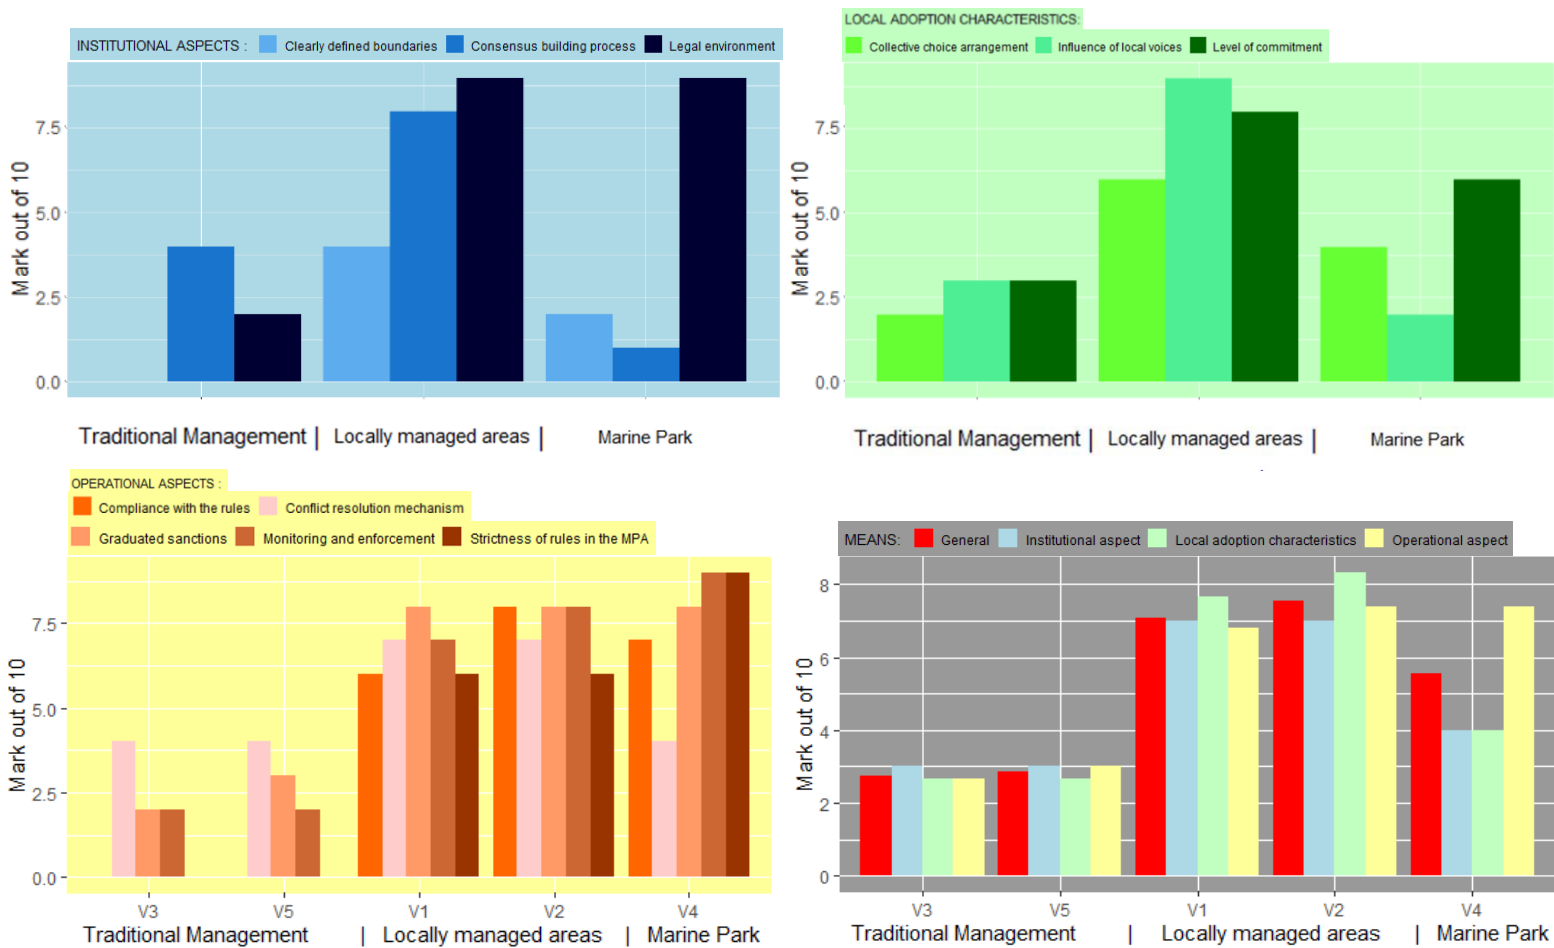 INSTITUTIONAL ASPECTS : Clearly defined boundaries Consensus building process Legal environment
Mark out of 10
7.5
5.0
2.5
0.0
Traditional Management | Locally managed areas | Marine Park
LOCAL ADOPTION CHARACTERISTICS:
Collective choice arrangement Influence of local voices Level of commitment
Mark out of 10
7.5
5.0
2.5
0.0
Traditional Management | Locally managed areas | Marine Park
OPERATIONAL ASPECTS :
Compliance with the rules Conflict resolution mechanism
Graduated sanctions Monitoring and enforcement Strictness of rules in the MPA
Mark out of 10
7.5
5.0
2.5
0.0
V3 V5 V1 V2 V4
Traditional Management | Locally managed areas | Marine Park
MEANS: General Institutional aspect Local adoption characteristics Operational aspect
Mark out of 10
8
6
4
2
0
V3 V5 V1 V2 V4
Traditional Management | Locally managed areas | Marine Park